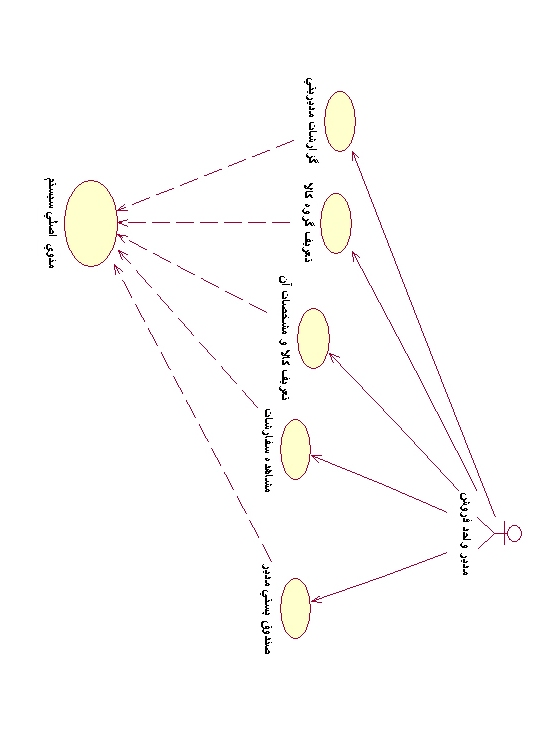 مدیر واحد فروش
گزارشات مدیریتی
تعریف گروه کالا
تعریف کالا و مشخصات آن
مشاهده سفارشات
صندوق پستی مدیر
منوی اصلی سیستم